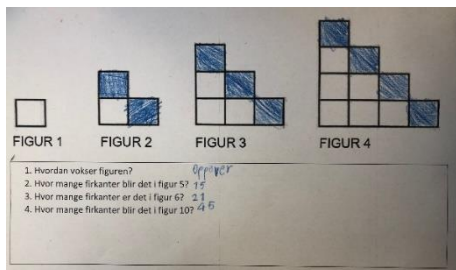 FIGUR 1 FIGUR 2 FIGUR 3 FIGUR 4
1. Hvordan vokser figuren? oppover
2. Hvor mange firkanter blir det i figur 5? 15
3. Hvor mange firkanter er det i figur 6? 21
4. Hvor mange firkanter blir det i figur 10? 45